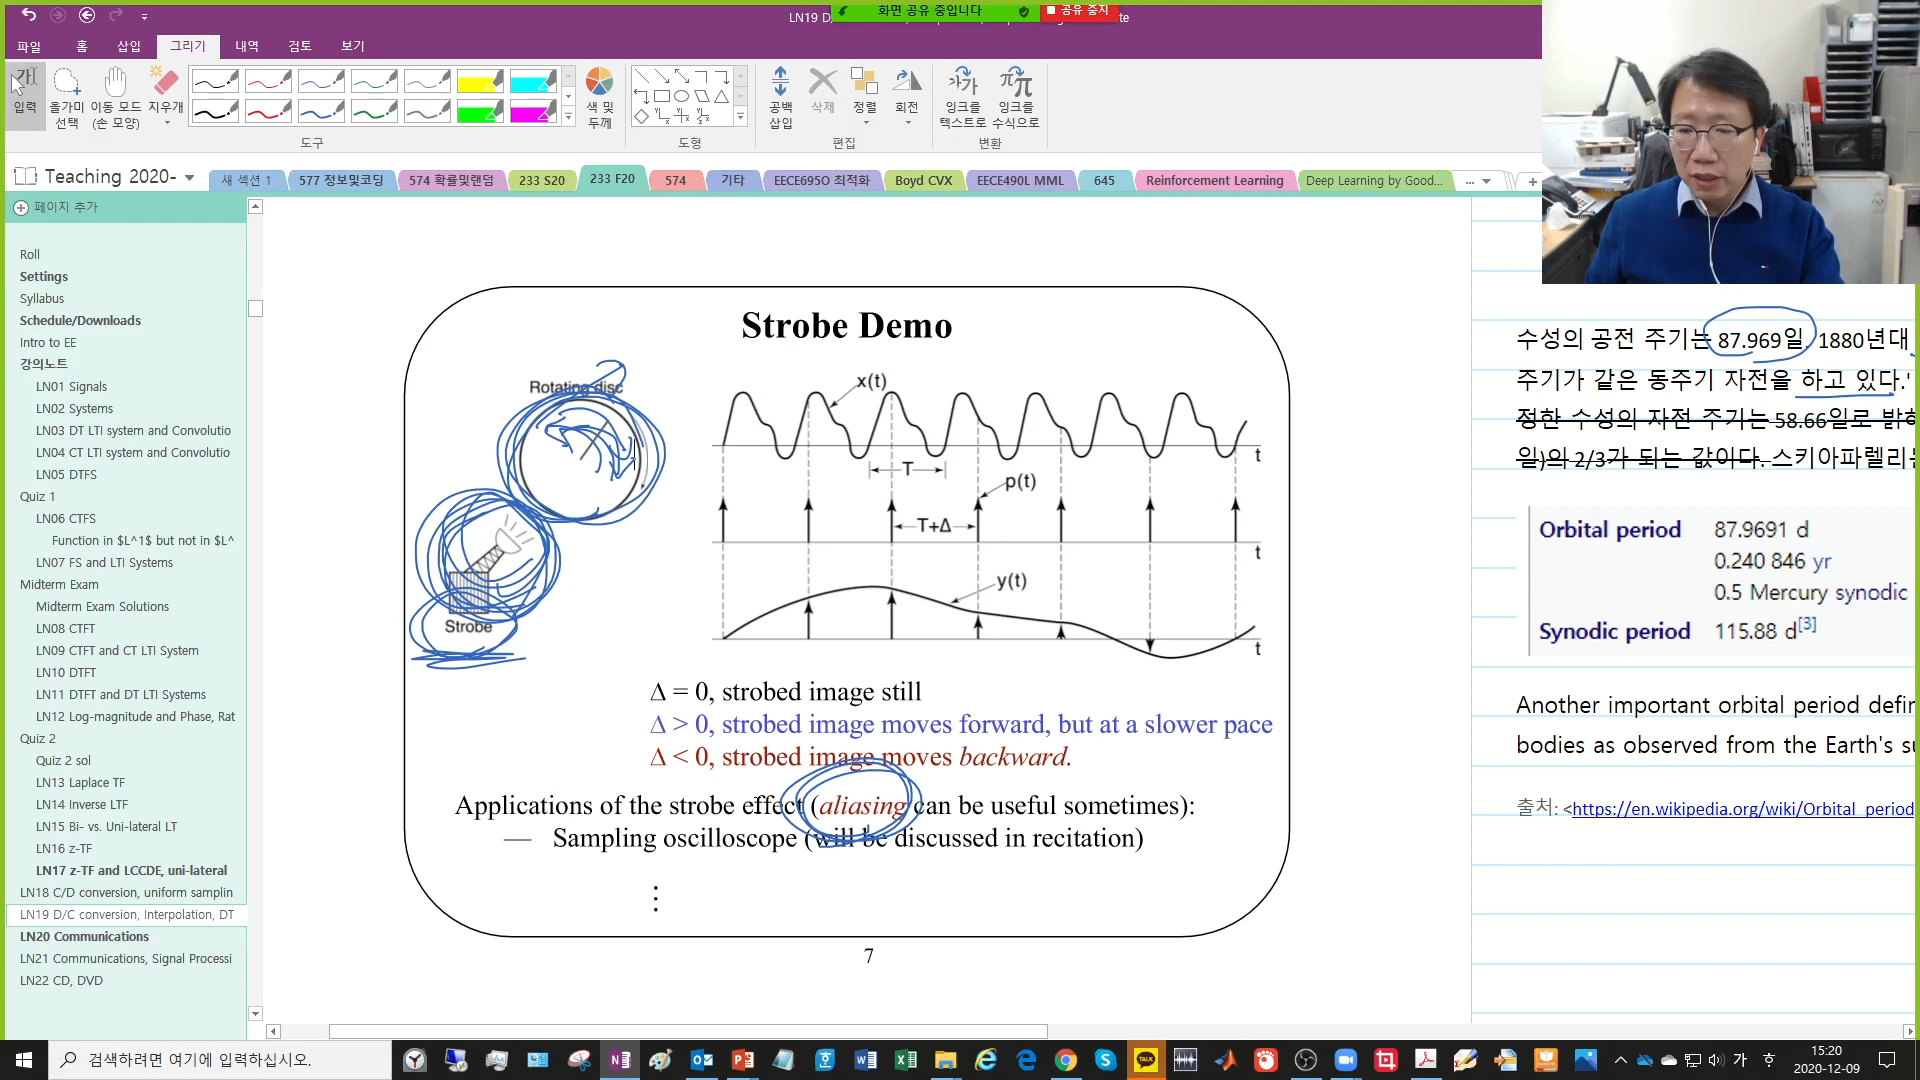 LN19 D
화면 공유 중입니다
공유 중지
te
파일 홈 삽입 그리기 내역 검토 보기
입력
올가미 선택
이동 모드 (손 모양)
지우개
색 및 두께
공백 삽입
삭제
정렬
회전
잉크를 텍스트로
잉크를 수식으로
도구 도형 편집 변환
Teaching 2020-
새 섹션 1 577 정보및코딩 574 확률및랜덤 233 S20 233 F20 574 기타 EECE695O 최적화 Boyd CVX EECE490L MML 645 Reinforcement Learning Deep Learning by Good... ...
페이지 추가
Roll
Settings
Syllabus
Schedule/Downloads
Intro to EE
강의노트
LN01 Signals
LN02 Systems
LN03 DT LTI system and Convolutio
LN04 CT LTI system and Convolutio
LN05 DTFS
Quiz 1
LN06 CTFS
Function in $L^1$ but not in $L^
LN07 FS and LTI Systems
Midterm Exam
Midterm Exam Solutions
LN08 CTFT
LN09 CTFT and CT LTI System
LN10 DTFT
LN11 DTFT and DT LTI Systems
LN12 Log-magnitude and Phase, Rat
Quiz 2
Quiz 2 sol
LN13 Laplace TF
LN14 Inverse LTF
LN15 Bi- vs. Uni-lateral LT
LN16 z-TF
LN17 z-TF and LCCDE, uni-lateral
LN18 C/D conversion, uniform samplin
LN19 D/C conversion, Interpolation, DT
LN20 Communications
LN21 Communications, Signal Processi
LN22 CD, DVD
Strobe Demo
Rotating disc
Strobe
x(t)
t
T
p(t)
T+Δ
t
y(t)
t
Δ = 0, strobed image still
Δ > 0, strobed image moves forward, but at a slower pace
Δ < 0, strobed image moves backward.
Applications of the strobe effect (aliasing can be useful sometimes):
— Sampling oscilloscope (will be discussed in recitation)
⋮
7
수성의 공전 주기는 87.969일. 1880년대
주기가 같은 동주기 자전을 하고 있다.'
정한 수성의 자전 주기는 58.66일로 밝혀
일)의 2/3가 되는 값이다. 스키아파렐리는
Orbital period 87.9691 d
0.240 846 yr
0.5 Mercury synodic
Synodic period 115.88 d[3]
Another important orbital period defin
bodies as observed from the Earth's su
출처: <https://en.wikipedia.org/wiki/Orbital_period
검색하려면 여기에 입력하십시오.
TALK
가
15:20
2020-12-09